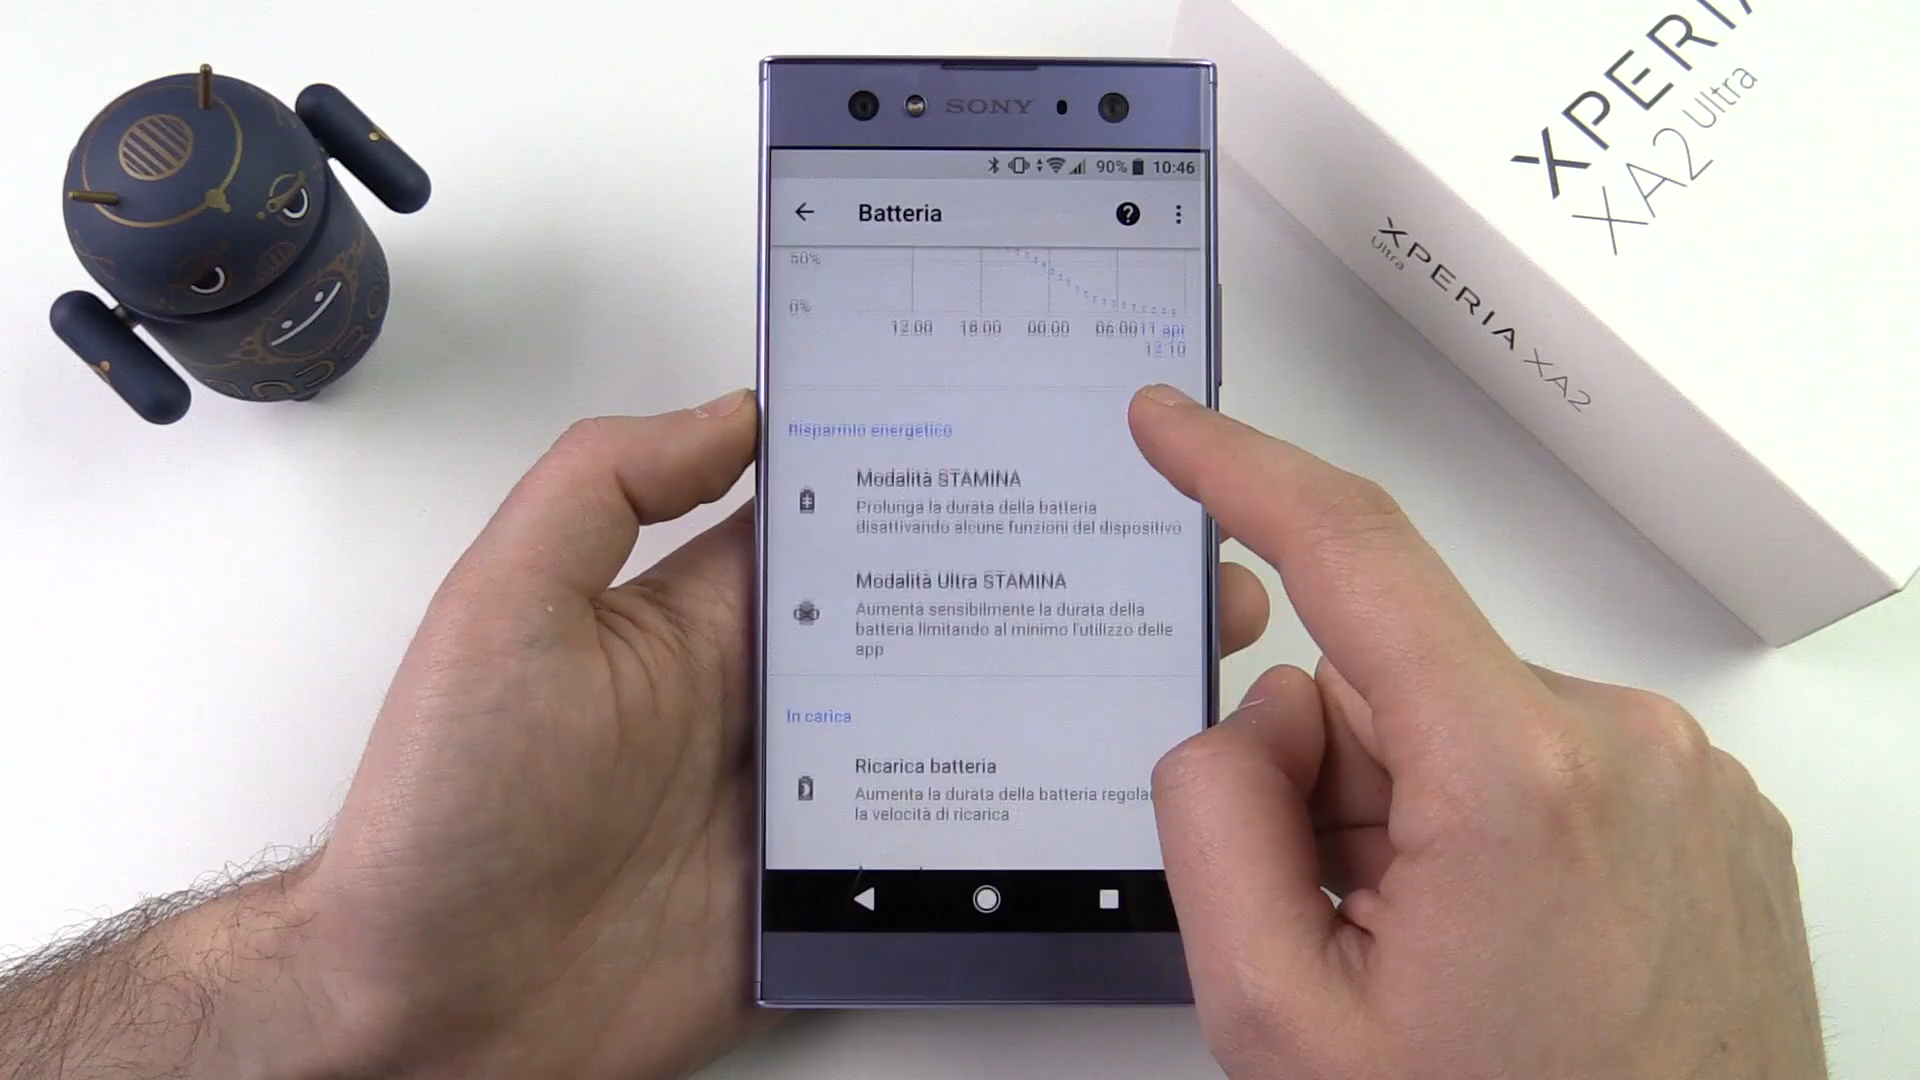 SONY
90% 10:46
Batteria
50%
0%
12:00 18:00 00:00 06:00 11 apr
12:10
Risparmio energetico
Modalità STAMINA
Prolunga la durata della batteria
disattivando alcune funzioni del dispositivo
Modalità Ultra STAMINA
Aumenta sensibilmente la durata della
batteria limitando al minimo l'utilizzo delle
app
In carica
Ricarica batteria
Aumenta la durata della batteria regola
la velocità di ricarica
XPERIA
XA2 Ultra
XPERIA XA2
Ultra